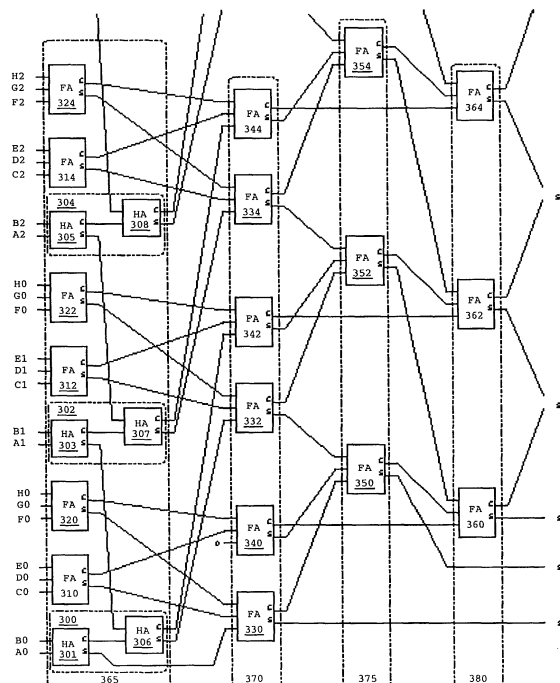 H2
G2
F2
FA
324
c
s
E2
D2
C2
FA
314
c
s
304
B2
A2
HA
305
c
s
HA
308
c
s
H0
G0
F0
FA
322
c
s
E1
D1
C1
FA
312
c
s
302
B1
A1
HA
303
c
s
HA
307
c
s
H0
G0
F0
FA
320
c
s
E0
D0
C0
FA
310
c
s
300
B0
A0
HA
301
c
s
HA
306
c
s
365
FA
344
c
s
FA
334
c
s
FA
342
c
s
FA
332
c
s
0
FA
340
c
s
FA
330
c
s
370
FA
354
c
s
FA
352
c
s
FA
350
c
s
375
FA
364
c
s
FA
362
c
s
FA
360
c
s
380